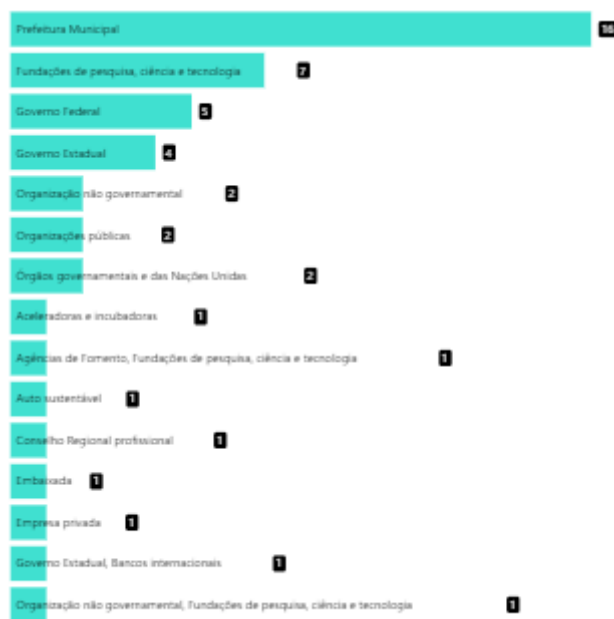 Prefeitura Municipal 16
Fundações de pesquisa, ciência e tecnologia 7
Governo Federal 5
Governo Estadual 4
Organização não governamental 2
Organizações públicas 2
Órgãos governamentais e das Nações Unidas 2
Aceleradoras e incubadoras 1
Agências de Fomento, Fundações de pesquisa, ciência e tecnologia 1
Auto sustentável 1
Conselho Regional profissional 1
Embaixada 1
Empresa privada 1
Governo Estadual, Bancos internacionais 1
Organização não governamental, Fundações de pesquisa, ciência e tecnologia 1